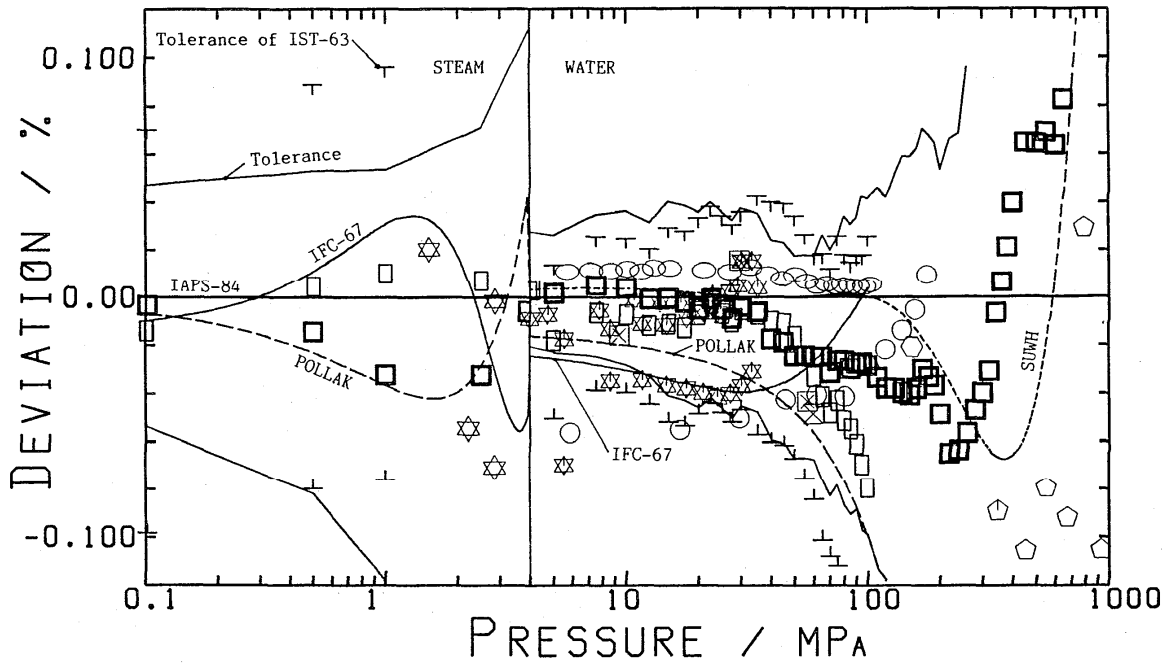 0.100
Tolerance of IST-63
STEAM
WATER
Tolerance
IFC-67
IAPS-84
0.00
POLLAK
POLLAK
SUWH
IFC-67
-0.100
DEVIATION / %
0.1
1
10
100
1000
PRESSURE / MPA